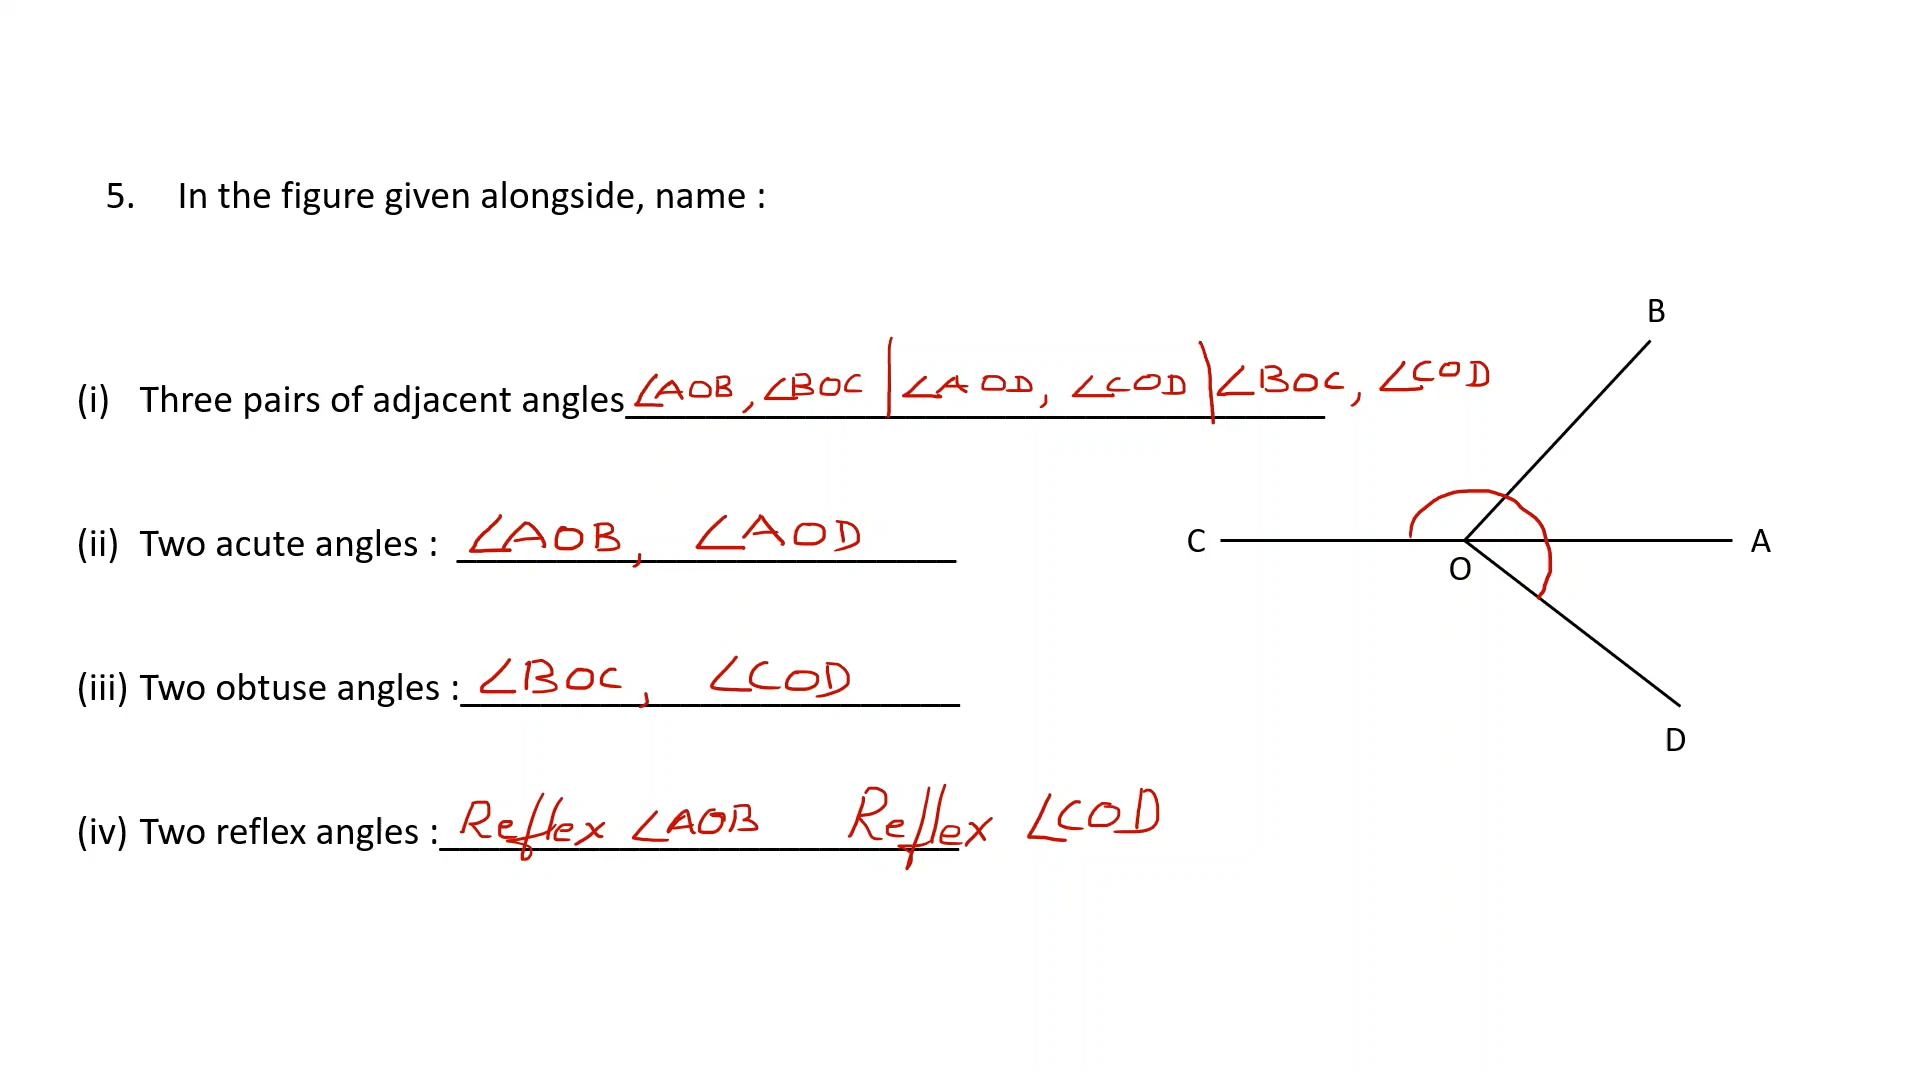 5. In the figure given alongside, name :
B
(i) Three pairs of adjacent angles ∠AOB, ∠BOC | ∠AOD, ∠COD | ∠BOC, ∠COD
(ii) Two acute angles : ∠AOB, ∠AOD
C O A
(iii) Two obtuse angles : ∠BOC, ∠COD
D
(iv) Two reflex angles : Reflex ∠AOB Reflex ∠COD